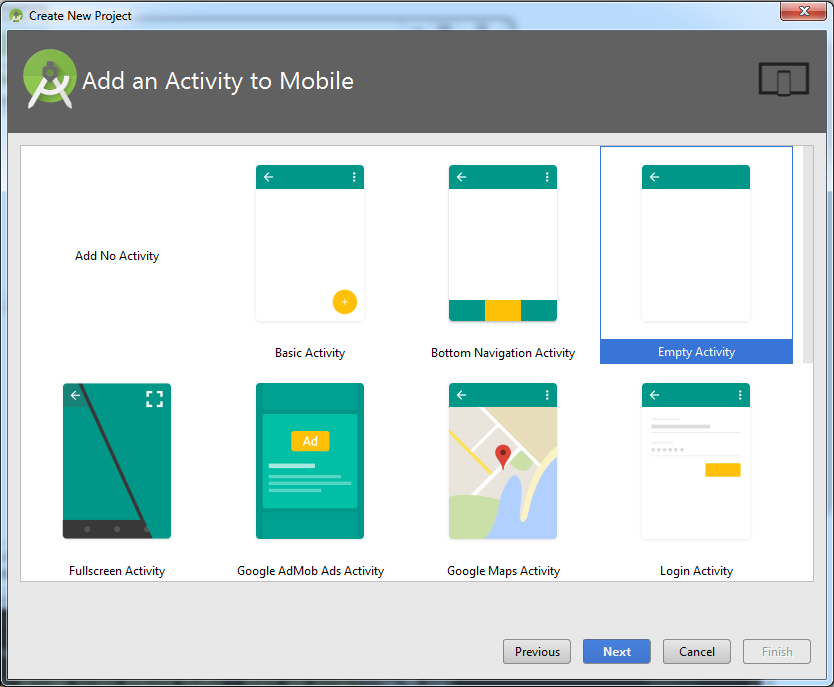 Create New Project
Add an Activity to Mobile
Add No Activity
Basic Activity
Bottom Navigation Activity
Empty Activity
Ad
Fullscreen Activity
Google AdMob Ads Activity
Google Maps Activity
Login Activity
Previous
Next
Cancel
Finish